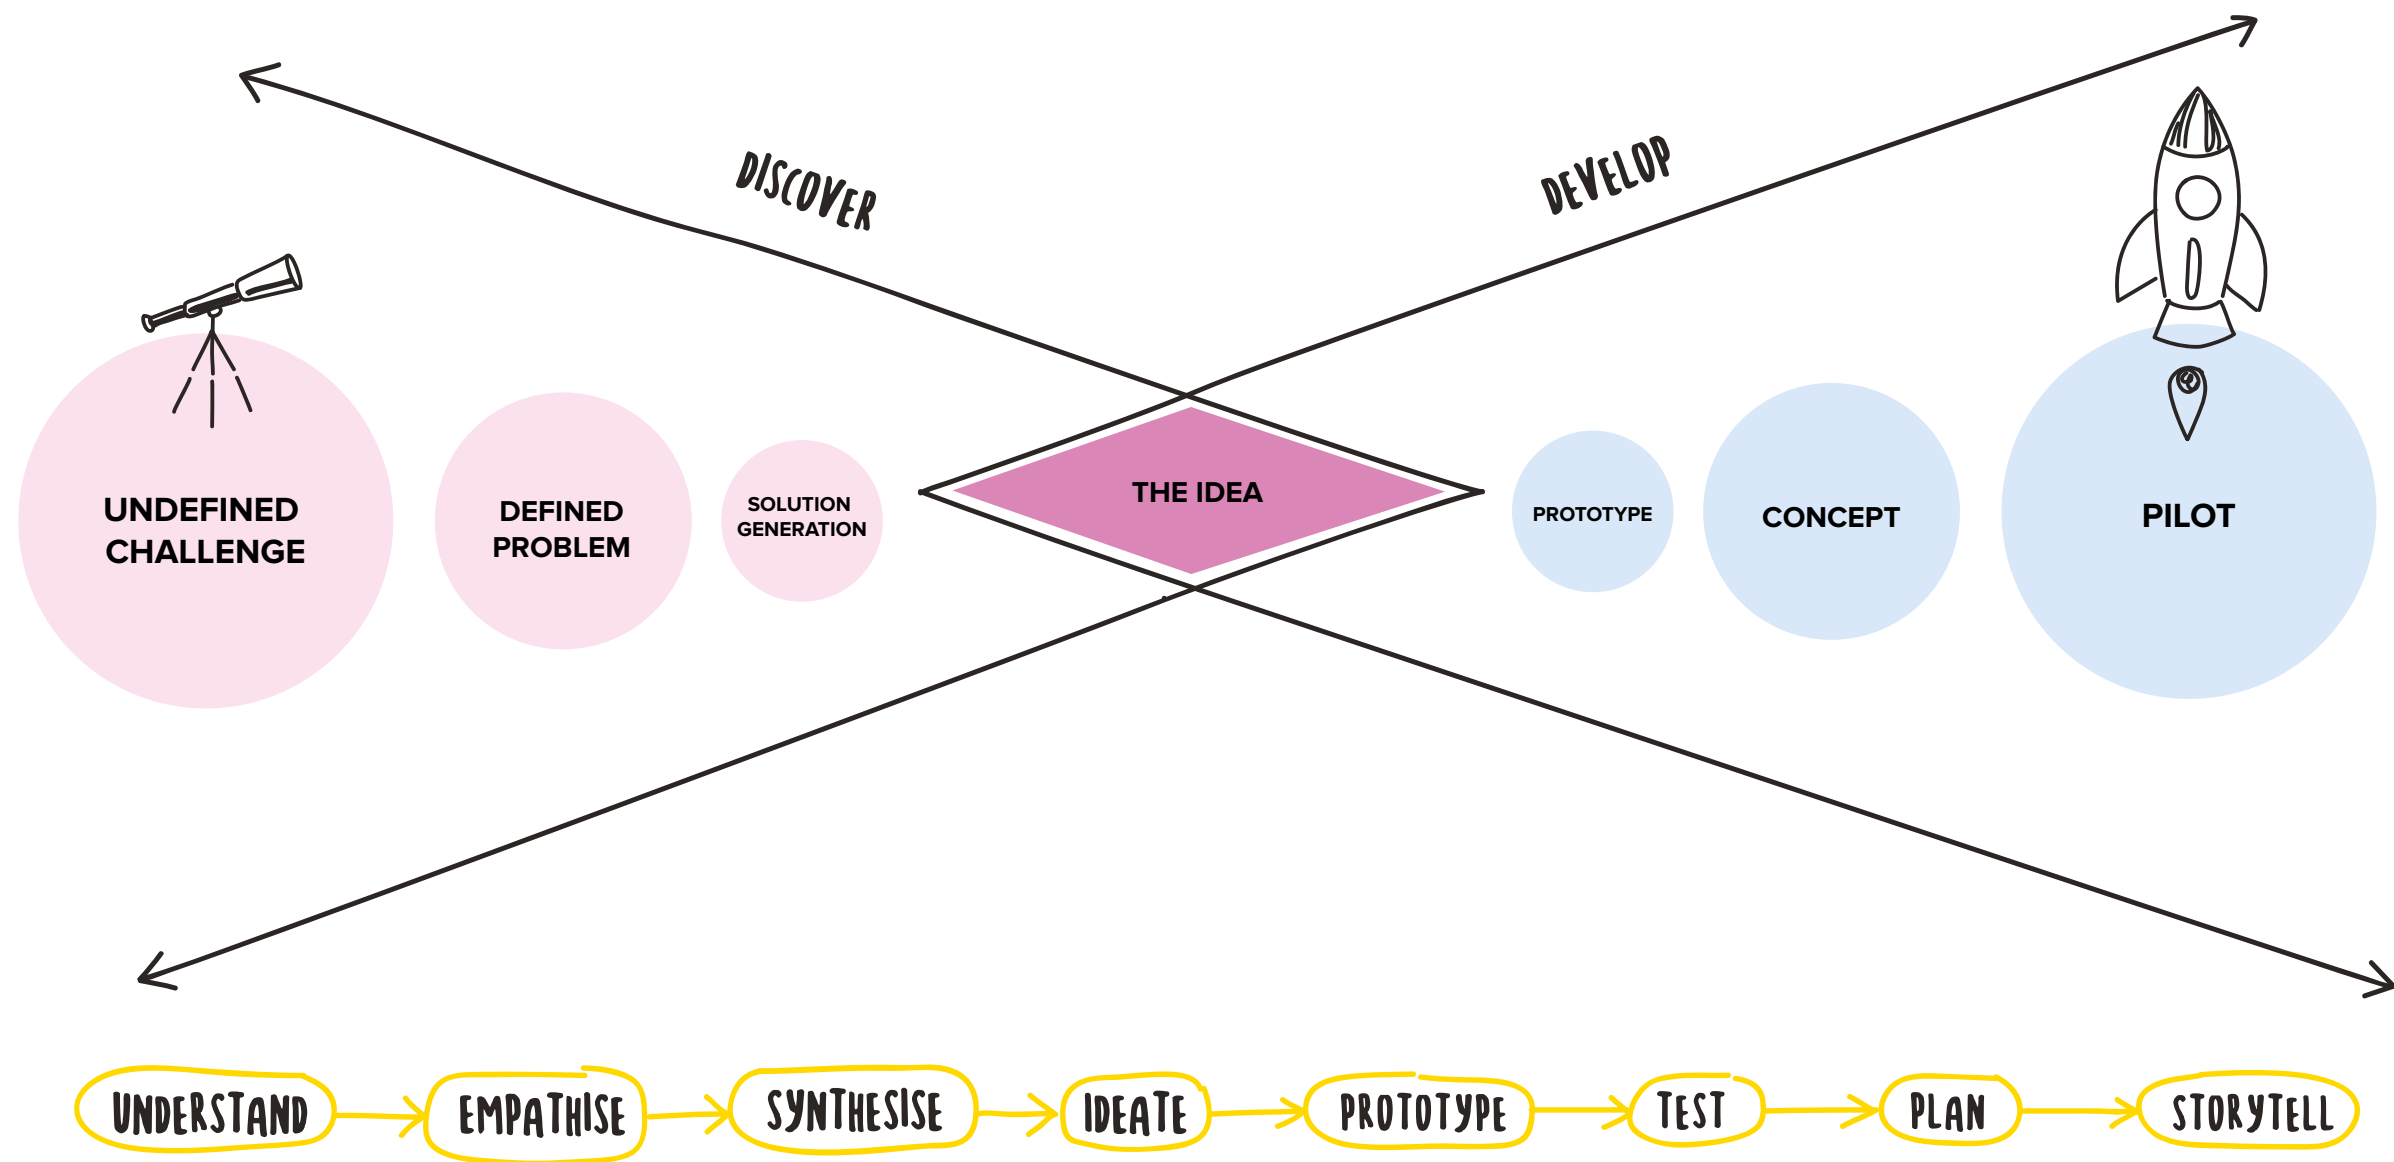 DISCOVER
DEVELOP
UNDEFINED
CHALLENGE
DEFINED
PROBLEM
SOLUTION
GENERATION
THE IDEA
PROTOTYPE
CONCEPT
PILOT
UNDERSTAND
EMPATHISE
SYNTHESISE
IDEATE
PROTOTYPE
TEST
PLAN
STORYTELL